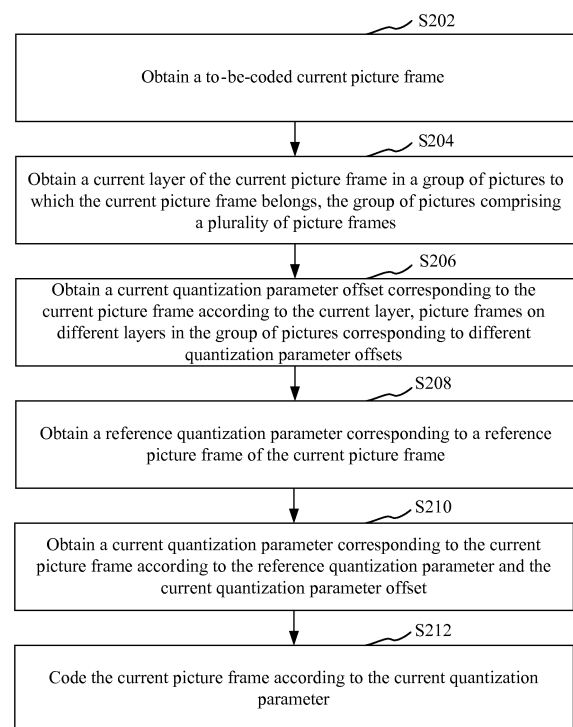 S202
Obtain a to-be-coded current picture frame
S204
Obtain a current layer of the current picture frame in a group of pictures to
which the current picture frame belongs, the group of pictures comprising
a plurality of picture frames
S206
Obtain a current quantization parameter offset corresponding to the
current picture frame according to the current layer, picture frames on
different layers in the group of pictures corresponding to different
quantization parameter offsets
S208
Obtain a reference quantization parameter corresponding to a reference
picture frame of the current picture frame
S210
Obtain a current quantization parameter corresponding to the current
picture frame according to the reference quantization parameter and the
current quantization parameter offset
S212
Code the current picture frame according to the current quantization
parameter